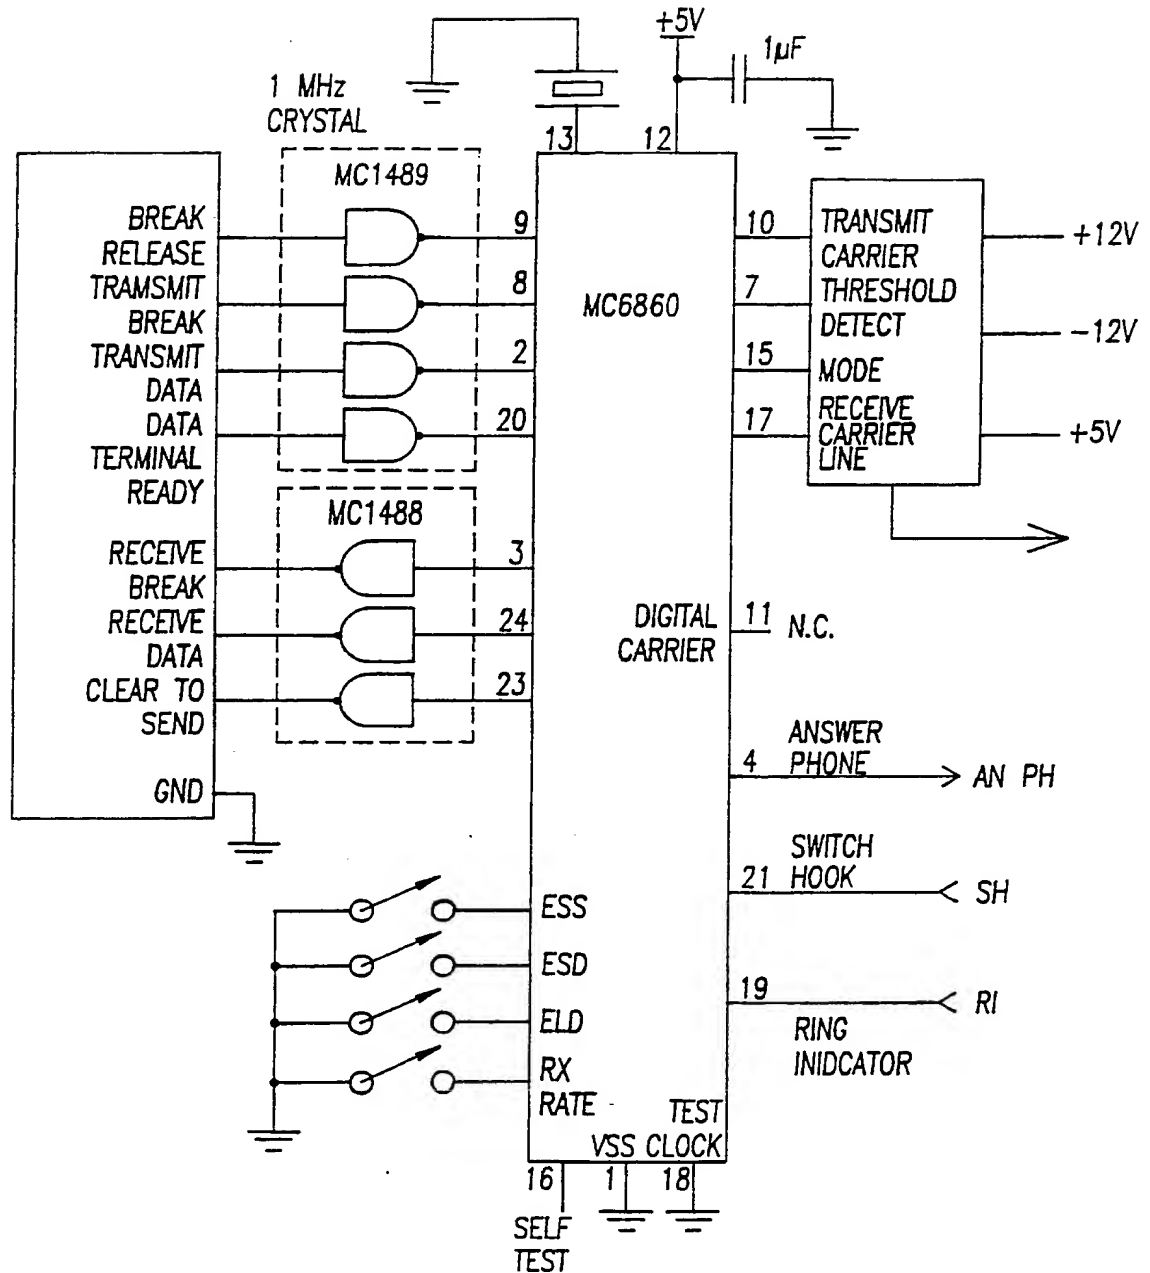 +5V
1µF
1 MHz
CRYSTAL
13
12
MC1489
BREAK
RELEASE
TRAMSMIT
BREAK
TRANSMIT
DATA
DATA
TERMINAL
READY
9
8
2
20
MC6860
10
7
15
17
TRANSMIT
CARRIER
THRESHOLD
DETECT
MODE
RECEIVE
CARRIER
LINE
+12V
-12V
+5V
MC1488
RECEIVE
BREAK
RECEIVE
DATA
CLEAR TO
SEND
GND
3
24
23
DIGITAL
CARRIER
11
N.C.
ANSWER
PHONE
4
AN PH
SWITCH
HOOK
21
SH
19
RI
RING
INIDCATOR
ESS
ESD
ELD
RX
RATE
TEST
VSS CLOCK
16
1
18
SELF
TEST